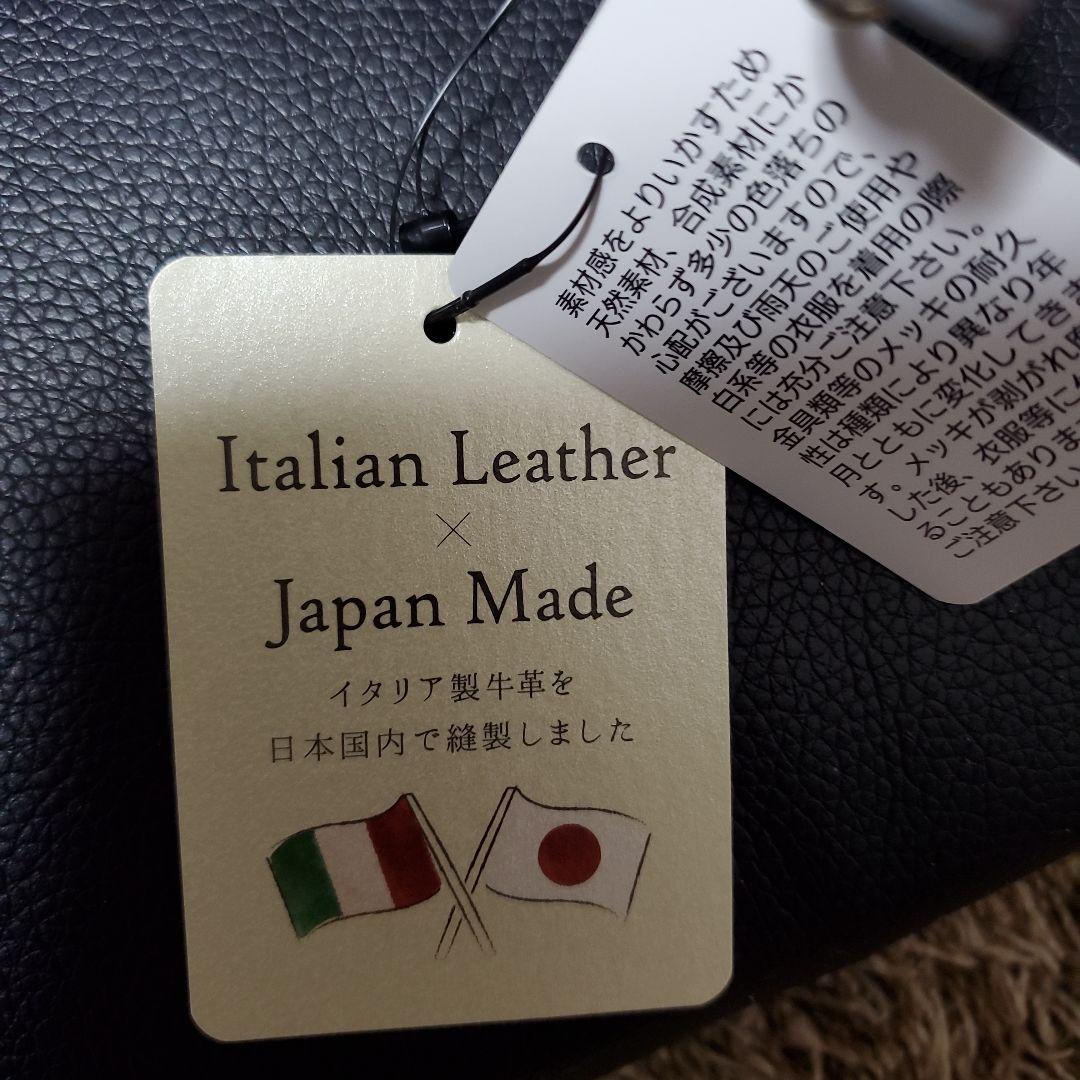 Italian Leather
×
Japan Made
イタリア製牛革を
日本国内で縫製しました
素材感をよりいかすため
天然素材、合成素材にか
かわらず多少の色落ちの
心配がございますので、
摩擦及び雨天のご使用や
白系等の衣服を着用の際
には充分ご注意下さい。
金具類等のメッキの耐久
性は種類により異なり年
月とともに変化してきま
す。メッキが剥がれ
した後、衣服等に
ることもありま
ご注意下さい